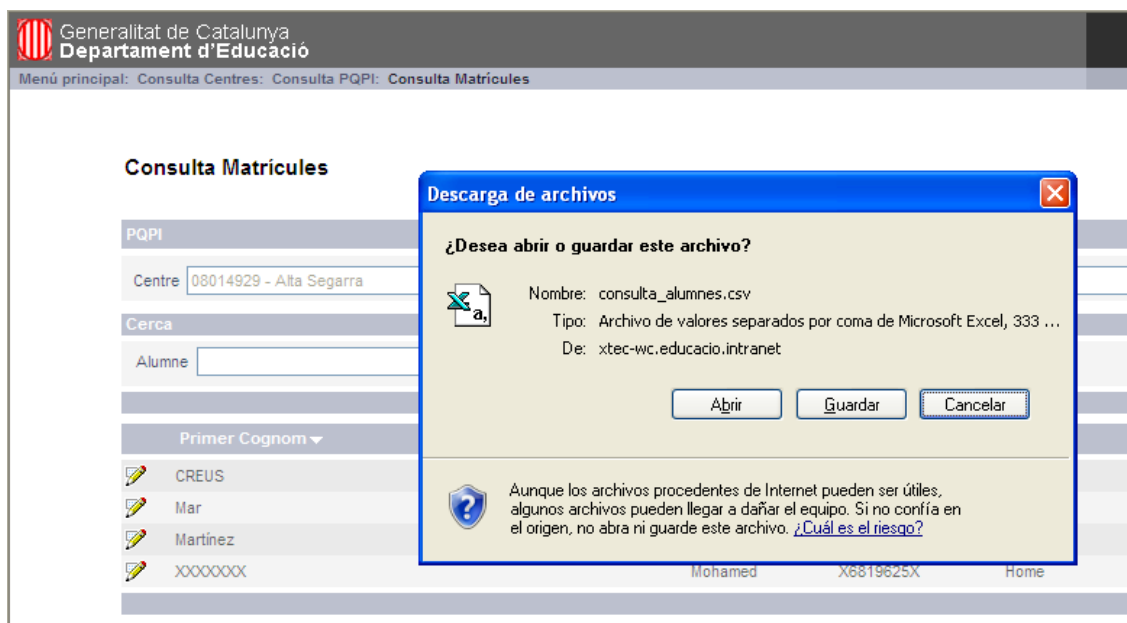 Generalitat de Catalunya
Departament d'Educació
Menú principal: Consulta Centres: Consulta PQPI: Consulta Matrícules
Consulta Matrícules
PQPI
Centre 08014929 - Alta Segarra
Cerca
Alumne
Primer Cognom
CREUS
Mar
Martínez
XXXXXXX Mohamed X6819625X Home
Descarga de archivos
¿Desea abrir o guardar este archivo?
Nombre: consulta_alumnes.csv
Tipo: Archivo de valores separados por coma de Microsoft Excel, 333 ...
De: xtec-wc.educacio.intranet
Abrir Guardar Cancelar
Aunque los archivos procedentes de Internet pueden ser útiles,
algunos archivos pueden llegar a dañar el equipo. Si no confía en
el origen, no abra ni guarde este archivo. ¿Cuál es el riesgo?